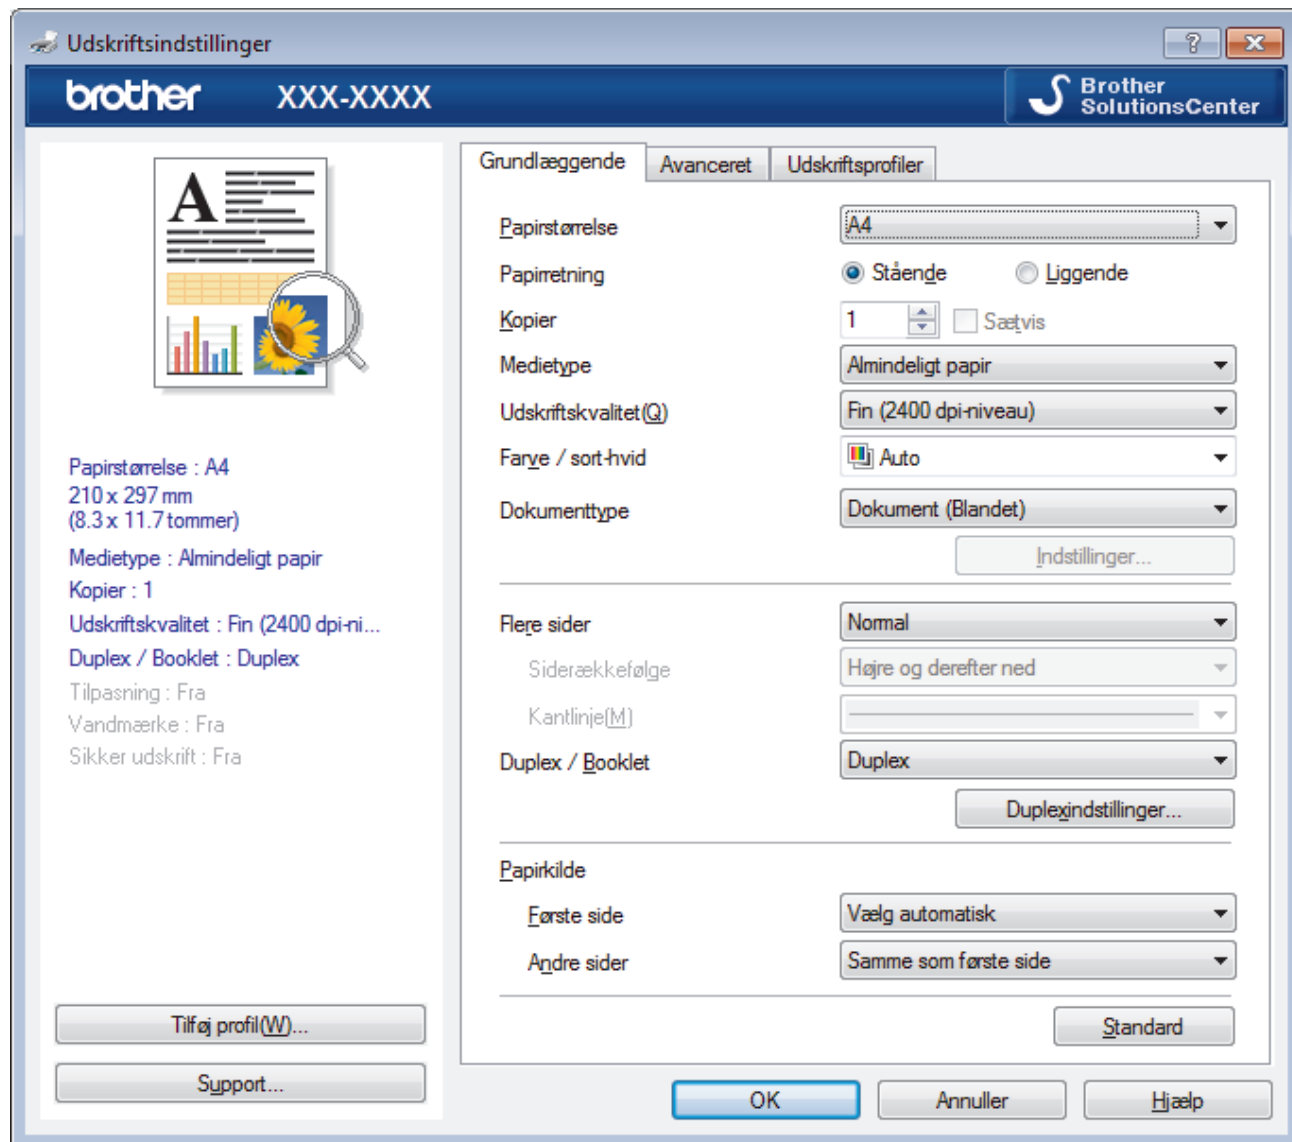 Udskriftsindstillinger
brother XXX-XXXX
Brother
SolutionsCenter
A
Papirstørrelse : A4
210 x 297 mm
(8.3 x 11.7 tommer)
Medietype : Almindeligt papir
Kopier : 1
Udskriftskvalitet : Fin (2400 dpi-ni...
Duplex / Booklet : Duplex
Tilpasning : Fra
Vandmærke : Fra
Sikker udskrift : Fra
Tilføj profil(W)...
Support...
Grundlæggende Avanceret Udskriftsprofiler
Papirstørrelse A4
Papirretning Stående Liggende
Kopier 1 Sætvis
Medietype Almindeligt papir
Udskriftskvalitet(Q) Fin (2400 dpi-niveau)
Farve / sort-hvid Auto
Dokumenttype Dokument (Blandet)
Indstillinger...
Flere sider Normal
Siderækkefølge Højre og derefter ned
Kantlinje(M)
Duplex / Booklet Duplex
Duplexindstillinger...
Papirkilde
Første side Vælg automatisk
Andre sider Samme som første side
Standard
OK Annuller Hjælp